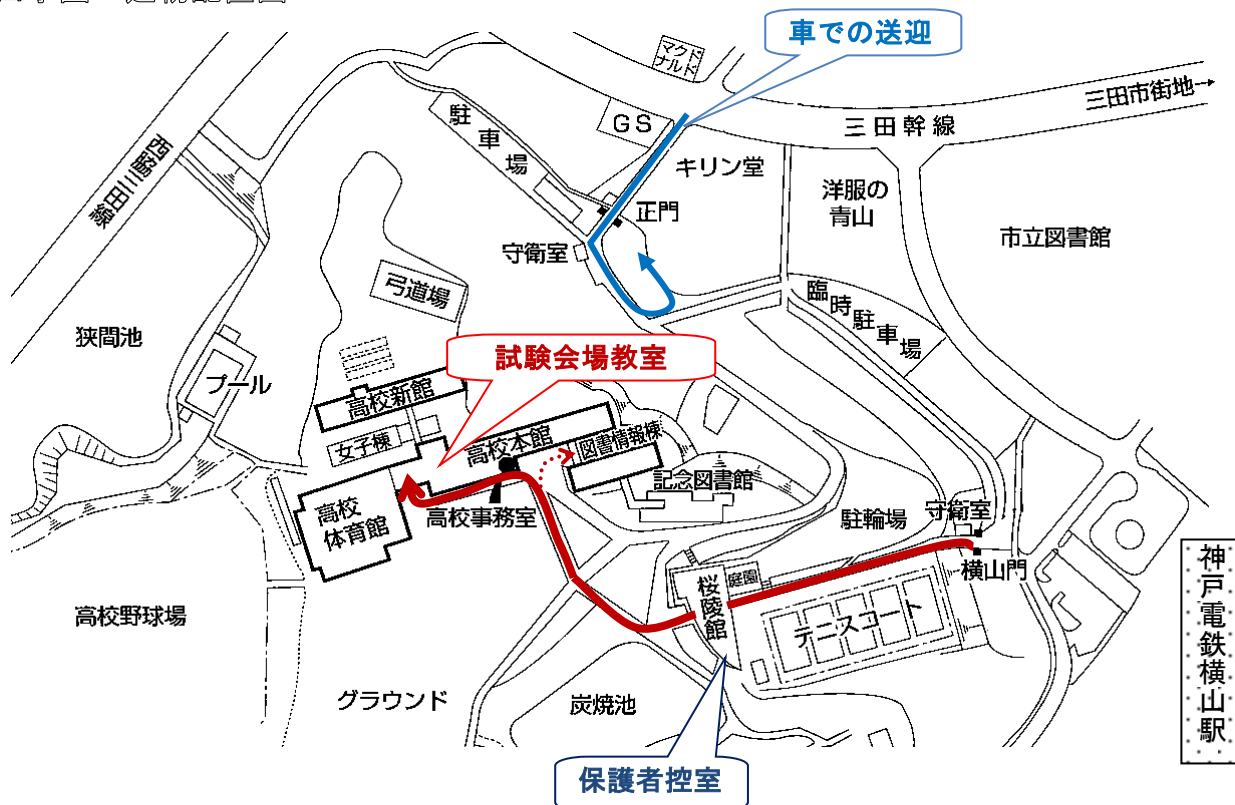 車での送迎
マクド
ナルド
三田市街地→
駐車場
GS
三田幹線
西脇三田線
キリン堂
洋服の
青山
正門
市立図書館
守衛室
弓道場
臨時駐車場
狭間池
試験会場教室
プール
高校新館
女子棟
高校本館
図書情報棟
記念図書館
高校
体育館
高校事務室
駐輪場
守衛室
横山門
桜陵館
庭園
テニスコート
神戸電鉄横山駅
高校野球場
グラウンド
炭焼池
保護者控室